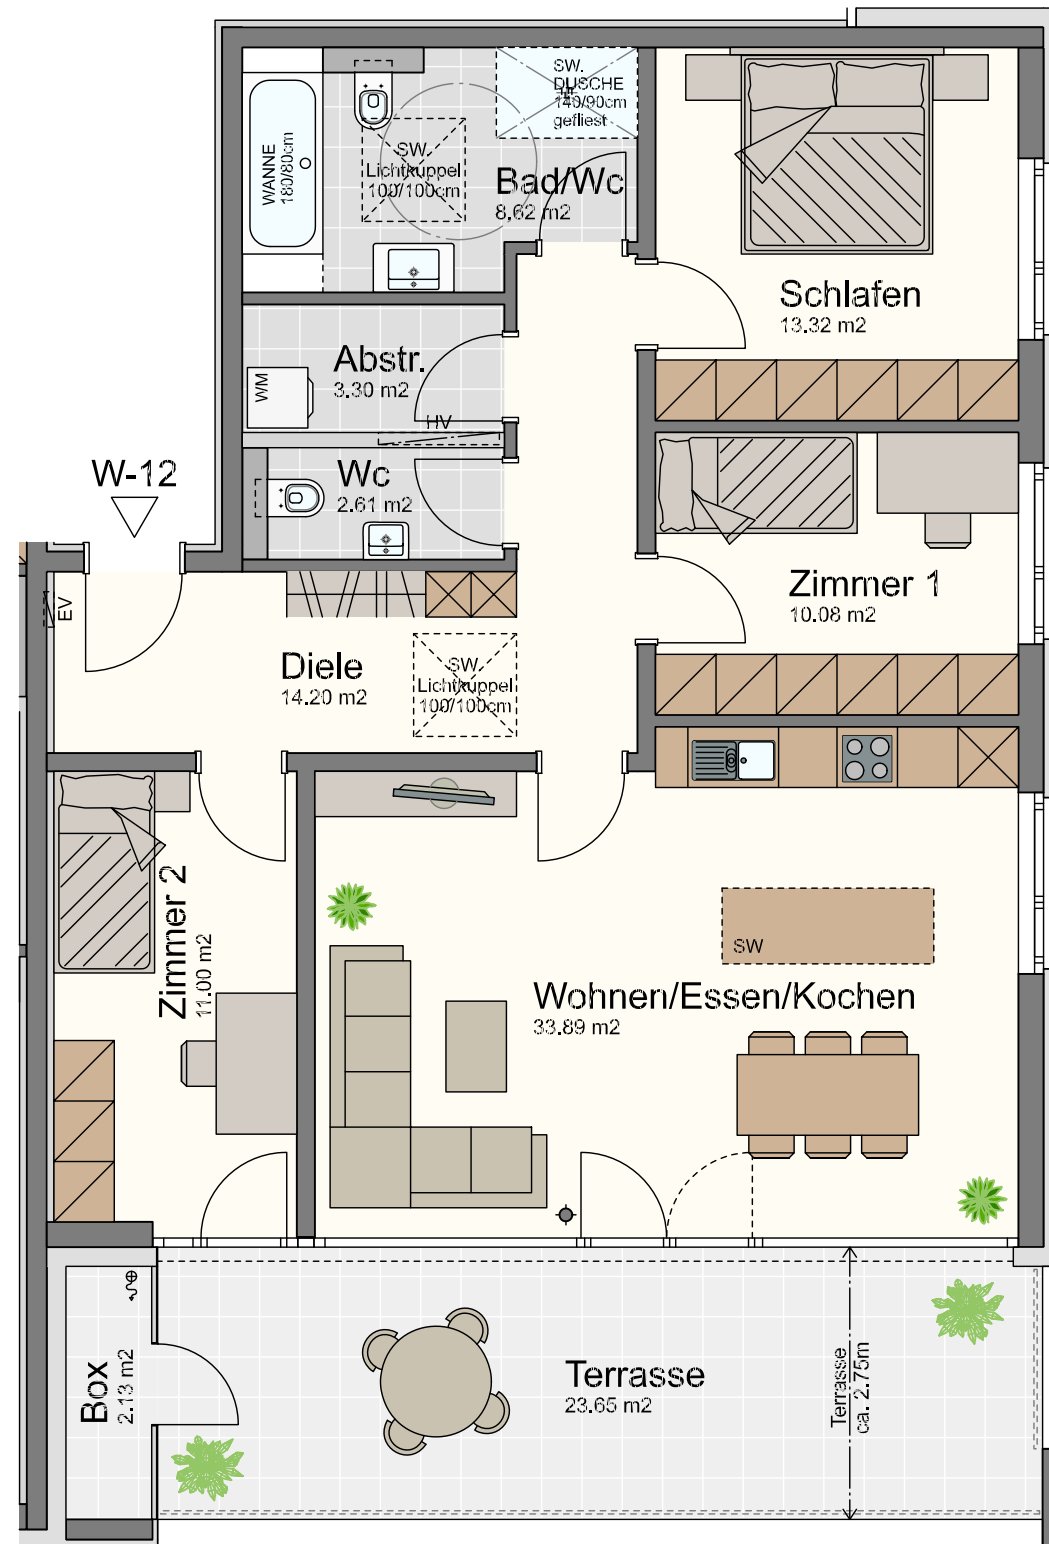 SW.
DUSCHE
140/90cm
gefliest
WANNE
180/80cm
SW.
Lichtkuppel
100/100cm
Bad/Wc
8.62 m2
Schlafen
13.32 m2
Abstr.
3.30 m2
WM
HV
Wc
2.61 m2
W-12
Zimmer 1
10.08 m2
EV
Diele
14.20 m2
SW.
Lichtkuppel
100/100cm
Zimmer 2
11.00 m2
SW
Wohnen/Essen/Kochen
33.89 m2
Box
2.13 m2
Terrasse
23.65 m2
Terrasse
ca. 2.75m